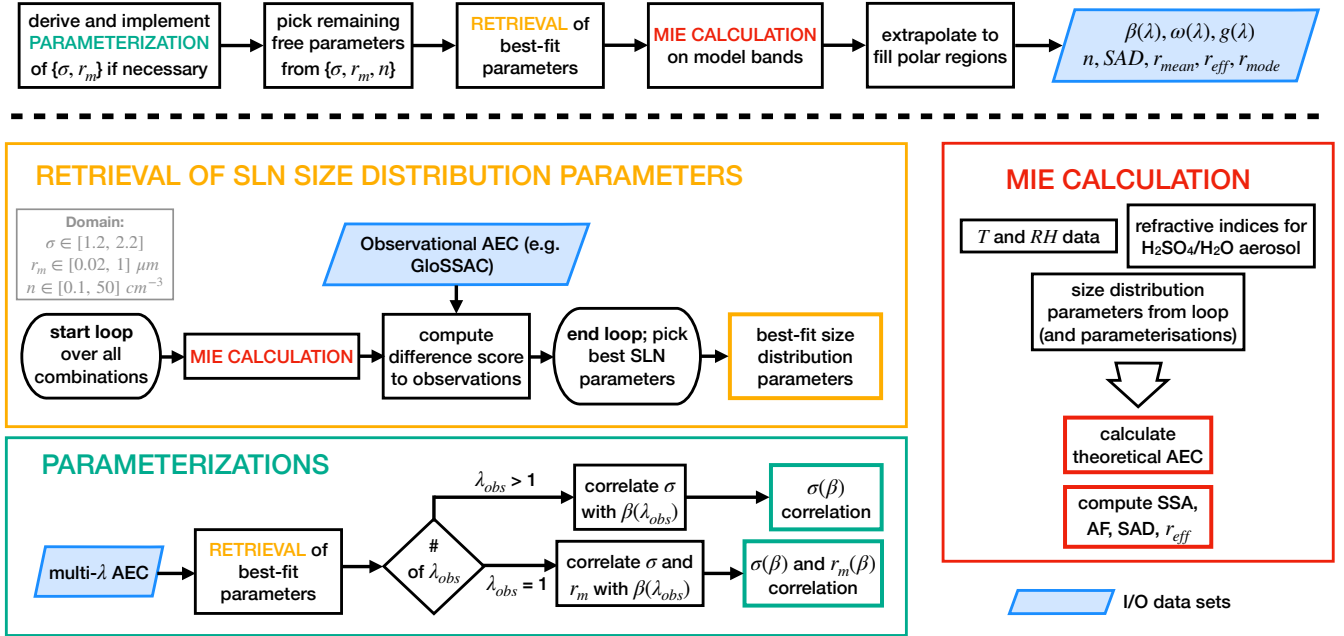 derive and implement
PARAMETERIZATION
of {σ, r_m} if necessary
pick remaining
free parameters
from {σ, r_m, n}
RETRIEVAL of
best-fit
parameters
MIE CALCULATION
on model bands
extrapolate to
fill polar regions
β(λ), ω(λ), g(λ)
n, SAD, r_mean, r_eff, r_mode
RETRIEVAL OF SLN SIZE DISTRIBUTION PARAMETERS
Domain:
σ ∈ [1.2, 2.2]
r_m ∈ [0.02, 1] μm
n ∈ [0.1, 50] cm⁻³
Observational AEC (e.g.
GloSSAC)
start loop
over all
combinations
MIE CALCULATION
compute
difference score
to observations
end loop; pick
best SLN
parameters
best-fit size
distribution
parameters
PARAMETERIZATIONS
multi-λ AEC
RETRIEVAL of
best-fit
parameters
#
of λ_obs
λ_obs > 1
correlate σ
with β(λ_obs)
σ(β)
correlation
λ_obs = 1
correlate σ and
r_m with β(λ_obs)
σ(β) and r_m(β)
correlation
MIE CALCULATION
T and RH data
refractive indices for
H₂SO₄/H₂O aerosol
size distribution
parameters from loop
(and parameterisations)
calculate
theoretical AEC
compute SSA,
AF, SAD, r_eff
I/O data sets